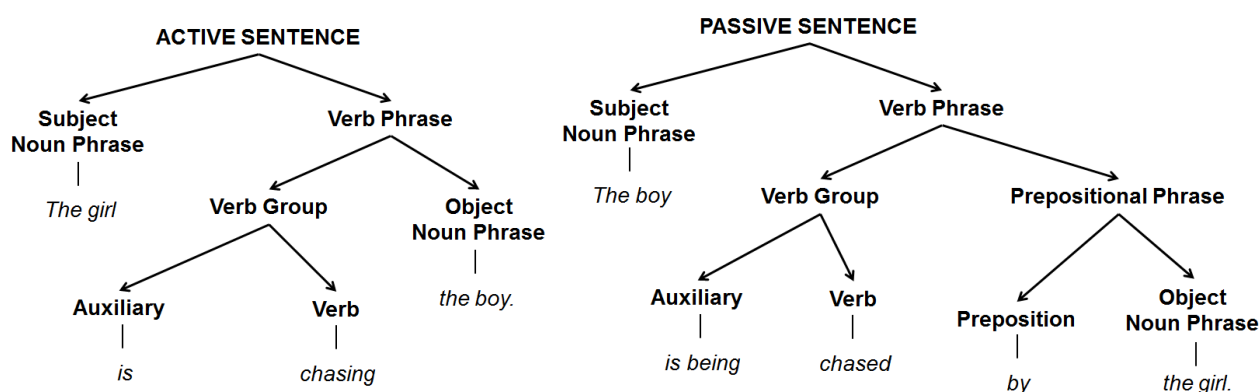 ACTIVE SENTENCE
Subject
Noun Phrase
Verb Phrase
The girl
Verb Group
Object
Noun Phrase
the boy.
Auxiliary
Verb
is
chasing
PASSIVE SENTENCE
Subject
Noun Phrase
Verb Phrase
The boy
Verb Group
Prepositional Phrase
Auxiliary
Verb
Preposition
Object
Noun Phrase
is being
chased
by
the girl.